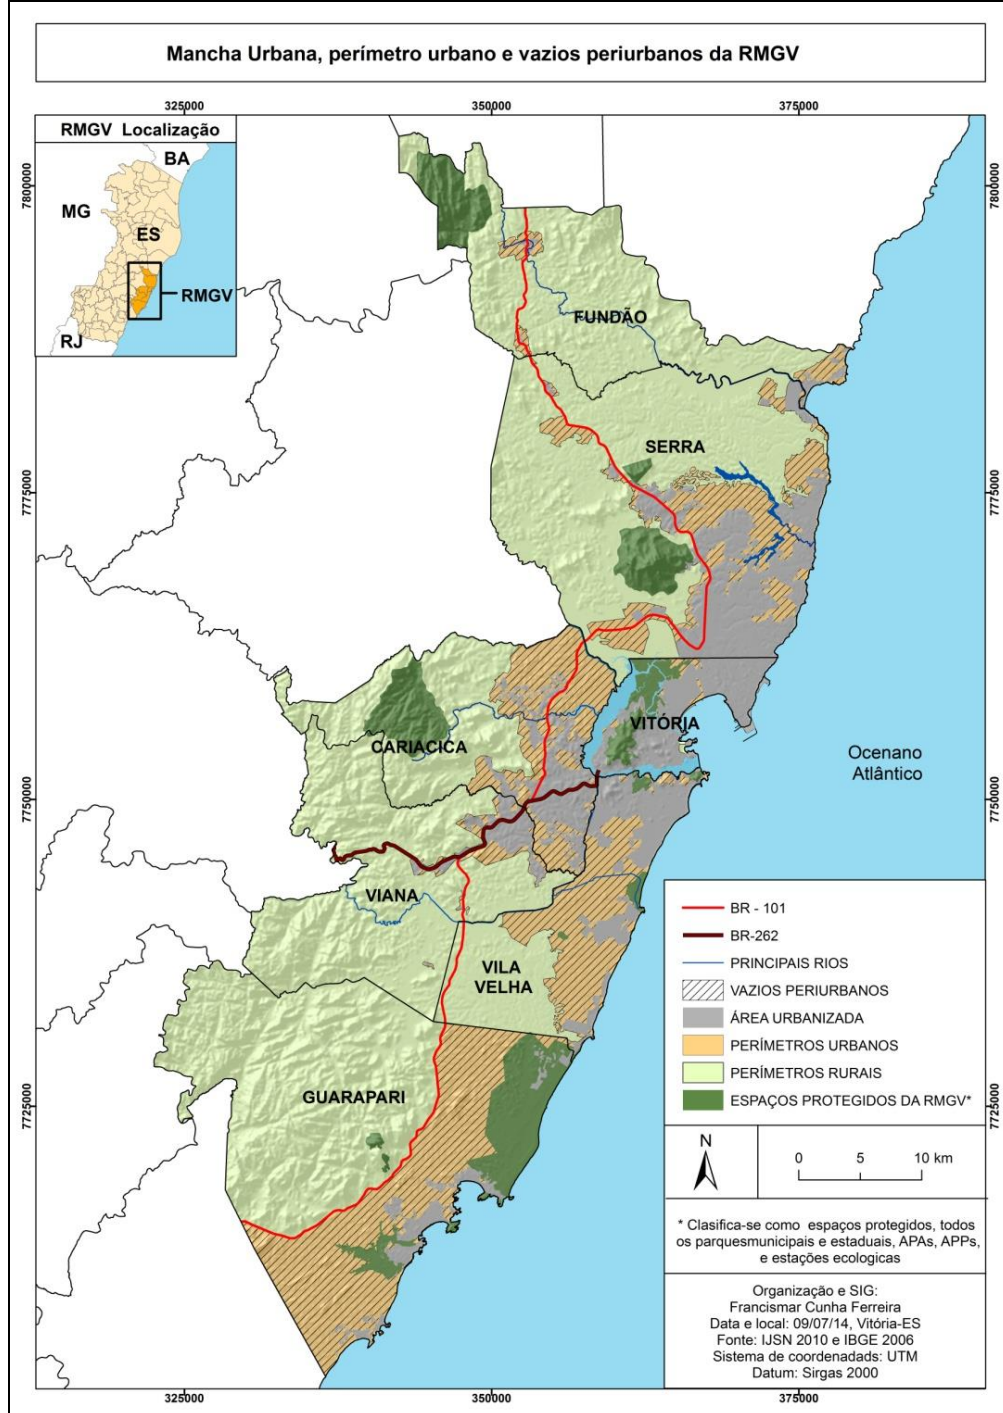 Mancha Urbana, perímetro urbano e vazios periurbanos da RMGV
325000
350000
375000
RMGV Localização
BA
MG
ES
RMGV
RJ
7800000
7800000
FUNDÃO
SERRA
7775000
7775000
VITÓRIA
CARIACICA
Ocenano
Atlântico
7750000
7750000
VIANA
VILA
VELHA
GUARAPARI
7725000
7725000
BR - 101
BR-262
PRINCIPAIS RIOS
VAZIOS PERIURBANOS
ÁREA URBANIZADA
PERÍMETROS URBANOS
PERÍMETROS RURAIS
ESPAÇOS PROTEGIDOS DA RMGV*
N
0 5 10 km
* Clasifica-se como espaços protegidos, todos
os parquesmunicipais e estaduais, APAs, APPs,
e estações ecologicas
Organização e SIG:
Francismar Cunha Ferreira
Data e local: 09/07/14, Vitória-ES
Fonte: IJSN 2010 e IBGE 2006
Sistema de coordenadads: UTM
Datum: Sirgas 2000
325000
350000
375000